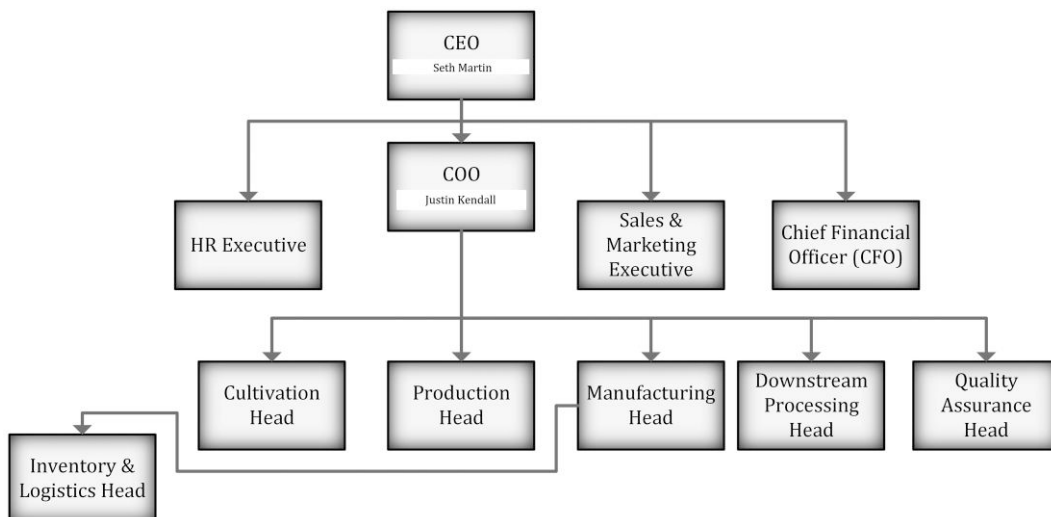 CEO
Seth Martin
COO
Justin Kendall
HR Executive
Sales &
Marketing
Executive
Chief Financial
Officer (CFO)
Cultivation
Head
Production
Head
Manufacturing
Head
Downstream
Processing
Head
Quality
Assurance
Head
Inventory &
Logistics Head